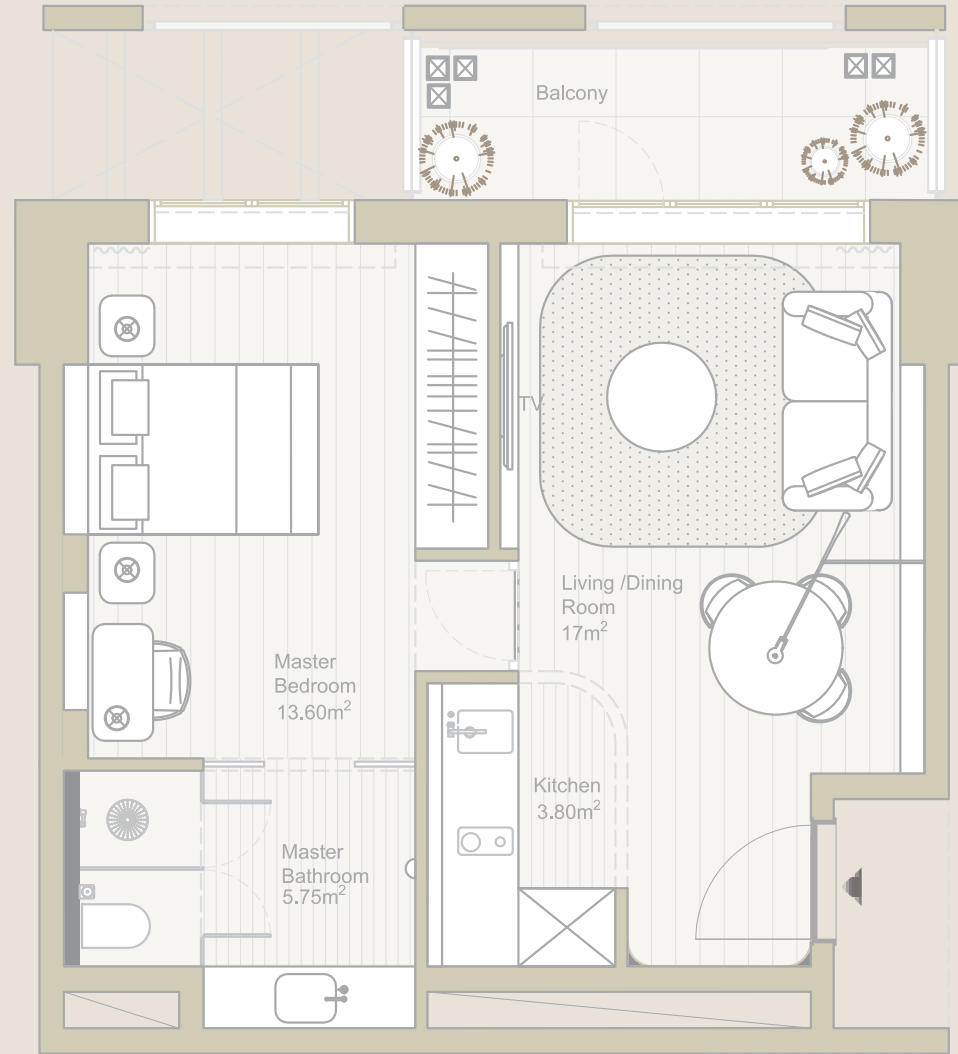 Balcony
TV
Living /Dining
Room
17m²
Master
Bedroom
13.60m²
Kitchen
3.80m²
Master
Bathroom
5.75m²